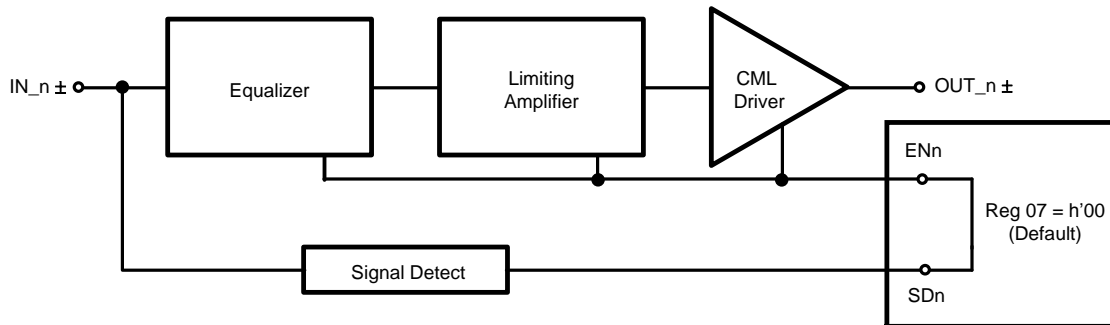 IN_n ±
Equalizer
Limiting
Amplifier
CML
Driver
OUT_n ±
ENn
Reg 07 = h'00
(Default)
Signal Detect
SDn